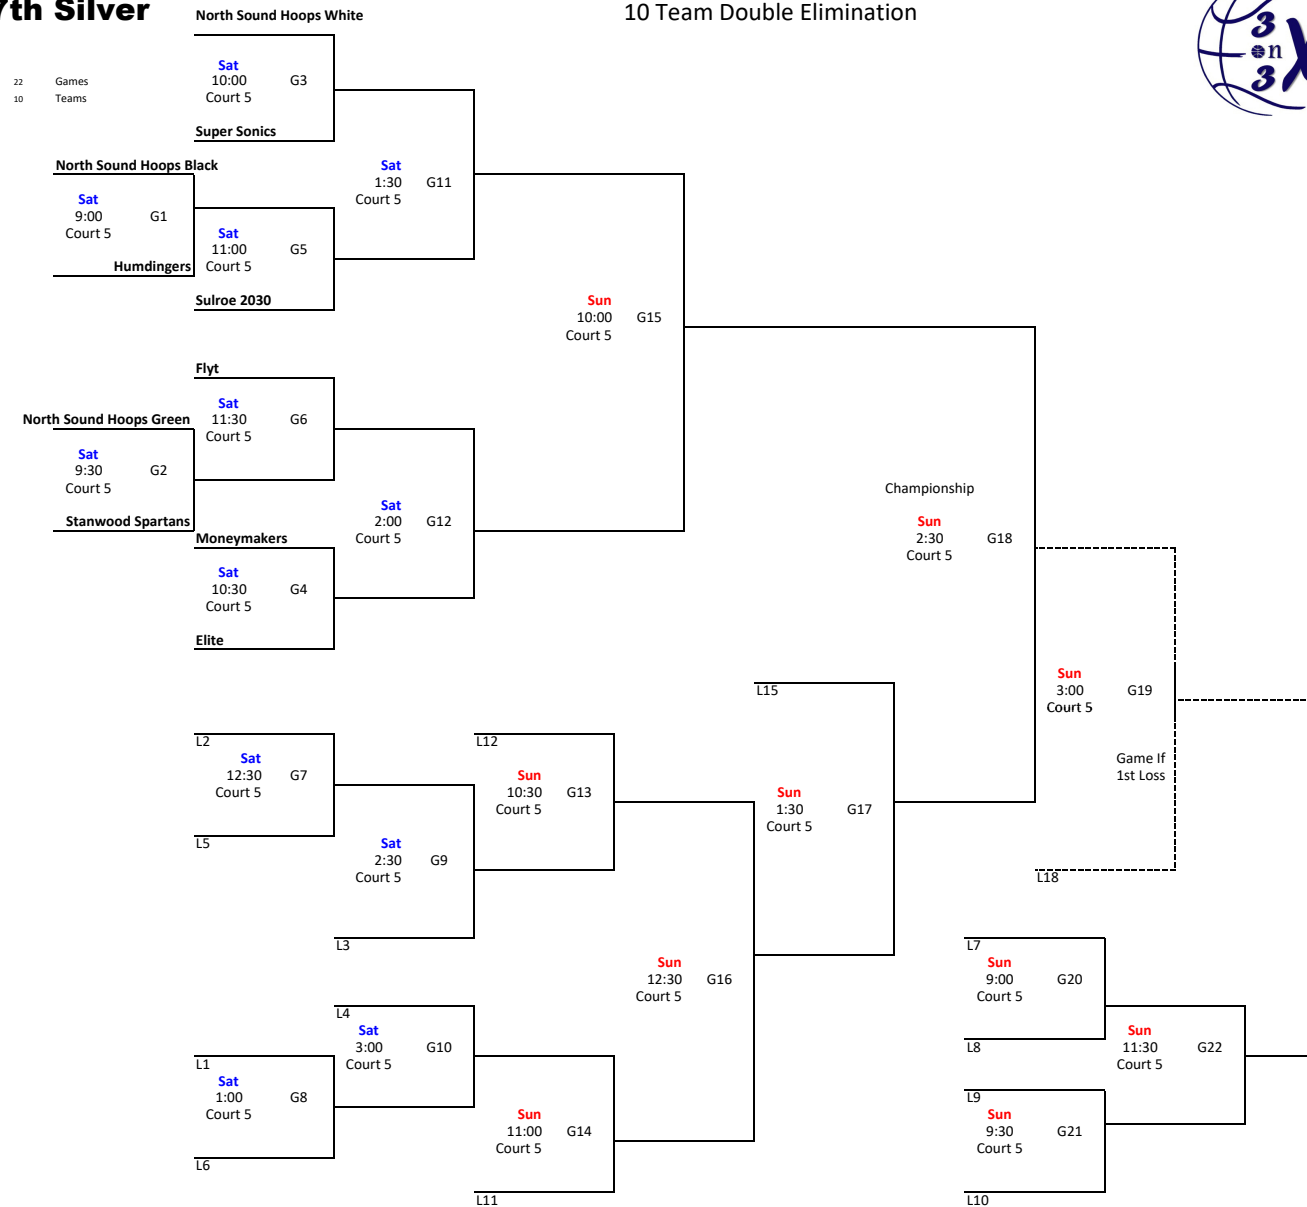 7th Silver
North Sound Hoops White
10 Team Double Elimination
3
on
3
X
22 Games
10 Teams
Sat
10:00 G3
Court 5
Super Sonics
North Sound Hoops Black
Sat
9:00 G1
Court 5
Humdingers
Sat
11:00 G5
Court 5
Sulroe 2030
Sat
1:30 G11
Court 5
Sun
10:00 G15
Court 5
Flyt
Sat
11:30 G6
Court 5
North Sound Hoops Green
Sat
9:30 G2
Court 5
Stanwood Spartans
Moneymakers
Sat
10:30 G4
Court 5
Elite
Sat
2:00 G12
Court 5
Championship
Sun
2:30 G18
Court 5
Sun
3:00 G19
Court 5
Game If
1st Loss
L18
L15
L2
Sat
12:30 G7
Court 5
L5
L12
Sun
10:30 G13
Court 5
Sat
2:30 G9
Court 5
L3
Sun
1:30 G17
Court 5
Sun
12:30 G16
Court 5
L4
Sat
3:00 G10
Court 5
L1
Sat
1:00 G8
Court 5
L6
Sun
11:00 G14
Court 5
L11
L7
Sun
9:00 G20
Court 5
L8
Sun
11:30 G22
Court 5
L9
Sun
9:30 G21
Court 5
L10